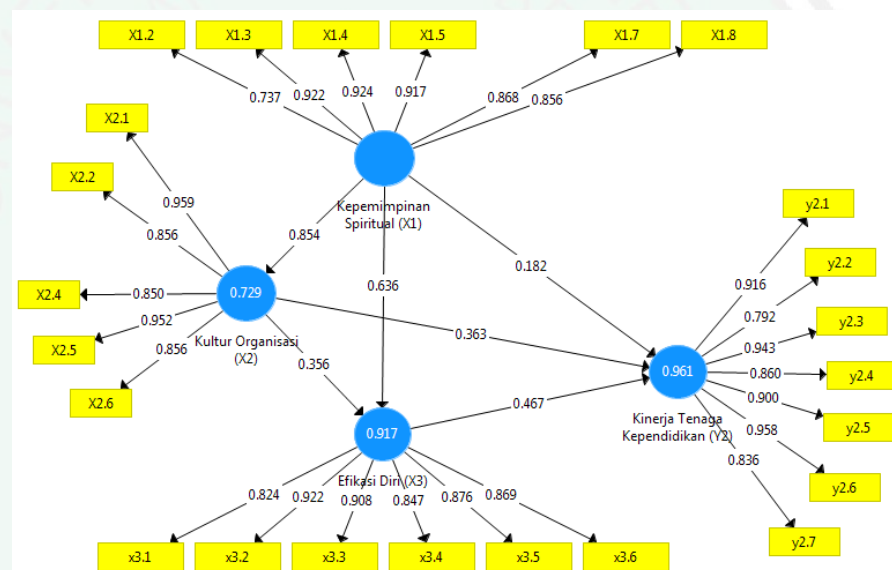 X1.2
X1.3
X1.4
X1.5
X1.7
X1.8
0.737
0.922
0.924
0.917
0.868
0.856
Kepemimpinan
Spiritual (X1)
X2.1
X2.2
X2.4
X2.5
X2.6
0.959
0.856
0.850
0.952
0.856
0.729
Kultur Organisasi
(X2)
0.854
0.636
0.182
0.363
0.356
0.467
0.917
Efikasi Diri (X3)
0.824
0.922
0.908
0.847
0.876
0.869
x3.1
x3.2
x3.3
x3.4
x3.5
x3.6
0.961
Kinerja Tenaga
Kependidikan (Y2)
0.916
0.792
0.943
0.860
0.900
0.958
0.836
y2.1
y2.2
y2.3
y2.4
y2.5
y2.6
y2.7